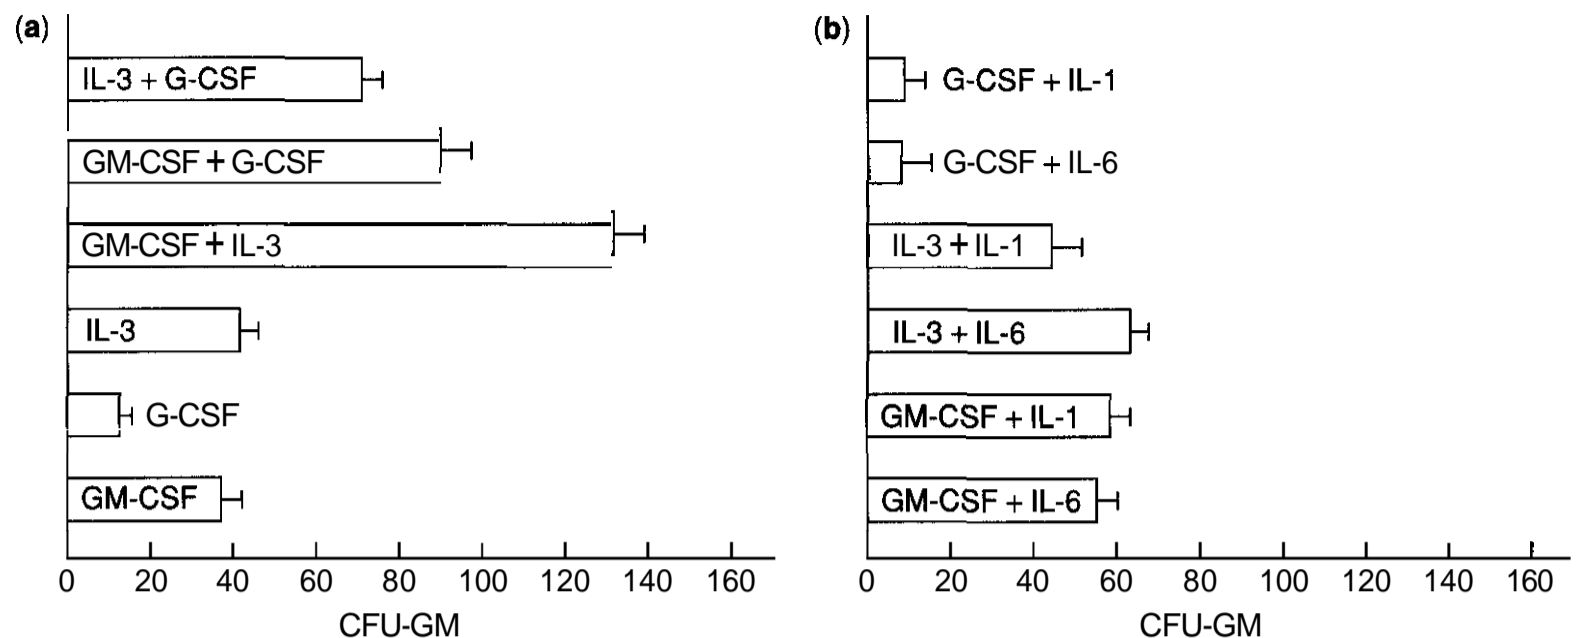 (a)
IL-3 + G-CSF
GM-CSF + G-CSF
GM-CSF + IL-3
IL-3
G-CSF
GM-CSF
0 20 40 60 80 100 120 140 160
CFU-GM
(b)
G-CSF + IL-1
G-CSF + IL-6
IL-3 + IL-1
IL-3 + IL-6
GM-CSF + IL-1
GM-CSF + IL-6
0 20 40 60 80 100 120 140 160
CFU-GM